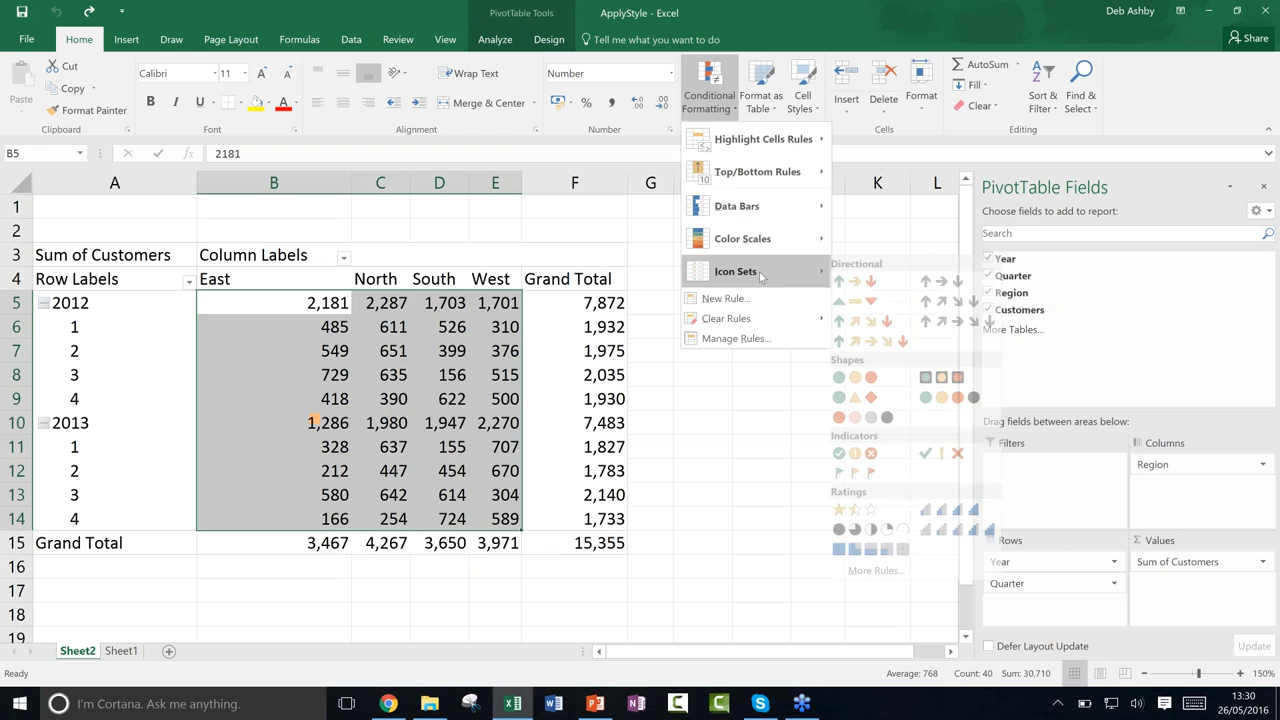 PivotTable Tools
ApplyStyle - Excel
Deb Ashby
File Home Insert Draw Page Layout Formulas Data Review View Analyze Design Tell me what you want to do Share
Paste
Cut
Copy
Format Painter
Clipboard
Calibri 11
B I U A
Font
Wrap Text
Merge & Center
Alignment
Number
%
Number
Conditional Formatting
Format as Table
Cell Styles
Insert Delete Format
Cells
AutoSum
Fill
Clear
Sort & Filter
Find & Select
Editing
B5 fx 2181
Highlight Cells Rules
Top/Bottom Rules
Data Bars
Color Scales
Icon Sets
New Rule...
Clear Rules
Manage Rules...
Directional
Shapes
Indicators
Ratings
More Rules...
A B C D E F G K L
1
2
3 Sum of Customers Column Labels
4 Row Labels East North South West Grand Total
5 2012 2,181 2,287 1,703 1,701 7,872
6 1 485 611 526 310 1,932
7 2 549 651 399 376 1,975
8 3 729 635 156 515 2,035
9 4 418 390 622 500 1,930
10 2013 1,286 1,980 1,947 2,270 7,483
11 1 328 637 155 707 1,827
12 2 212 447 454 670 1,783
13 3 580 642 614 304 2,140
14 4 166 254 724 589 1,733
15 Grand Total 3,467 4,267 3,650 3,971 15,355
16
17
18
19
PivotTable Fields
Choose fields to add to report:
Search
Year
Quarter
Region
Customers
More Tables...
Drag fields between areas below:
Filters
Columns
Region
Rows
Year
Quarter
Values
Sum of Customers
Defer Layout Update
Update
Sheet2 Sheet1
Ready
Average: 768 Count: 40 Sum: 30,710
150%
I'm Cortana. Ask me anything.
13:30
26/05/2016